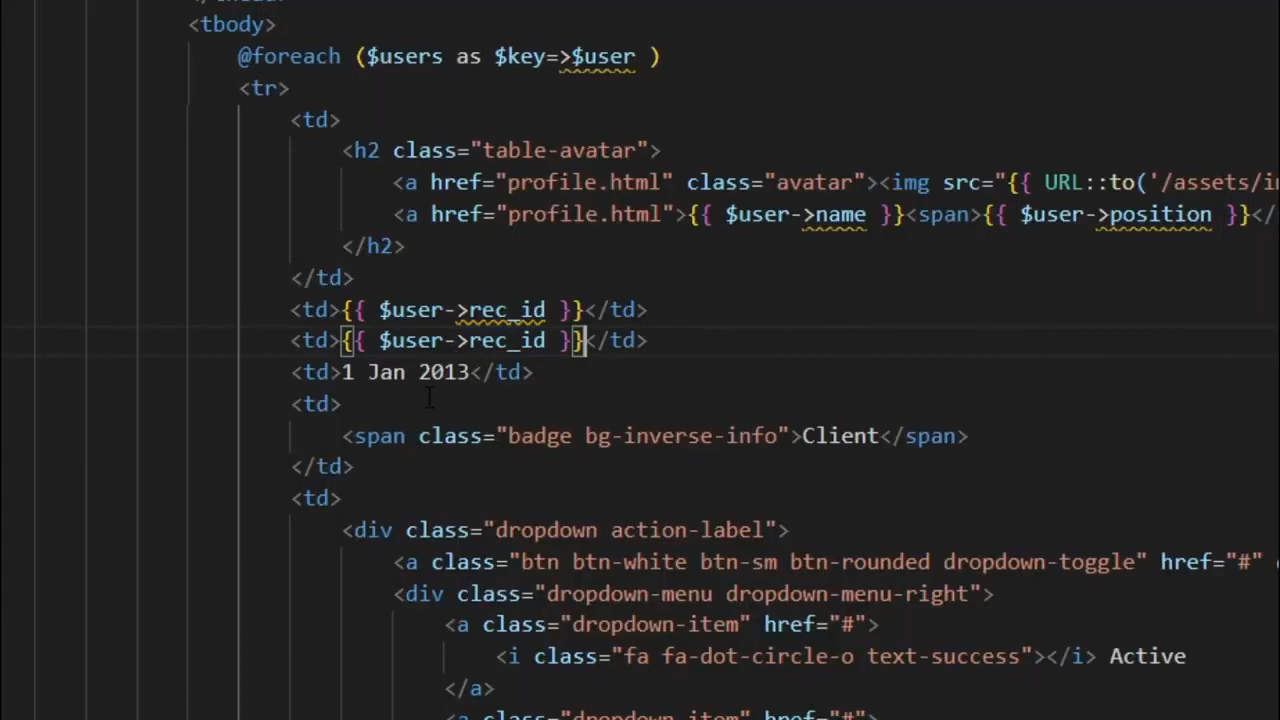 <tbody>
@foreach ($users as $key=>$user )
<tr>
<td>
<h2 class="table-avatar">
<a href="profile.html" class="avatar"><img src="{{ URL::to('/assets/i
<a href="profile.html">{{ $user->name }}<span>{{ $user->position }}</
</h2>
</td>
<td>{{ $user->rec_id }}</td>
<td>{{ $user->rec_id }}</td>
<td>1 Jan 2013</td>
<td>
<span class="badge bg-inverse-info">Client</span>
</td>
<td>
<div class="dropdown action-label">
<a class="btn btn-white btn-sm btn-rounded dropdown-toggle" href="#"
<div class="dropdown-menu dropdown-menu-right">
<a class="dropdown-item" href="#">
<i class="fa fa-dot-circle-o text-success"></i> Active
</a>
<a class="dropdown-item" href="#">